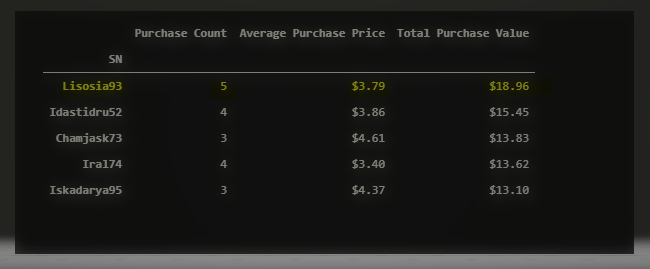 Purchase Count Average Purchase Price Total Purchase Value
SN
Lisosia93 5 $3.79 $18.96
Idastidru52 4 $3.86 $15.45
Chamjask73 3 $4.61 $13.83
Iral74 4 $3.40 $13.62
Iskadarya95 3 $4.37 $13.10